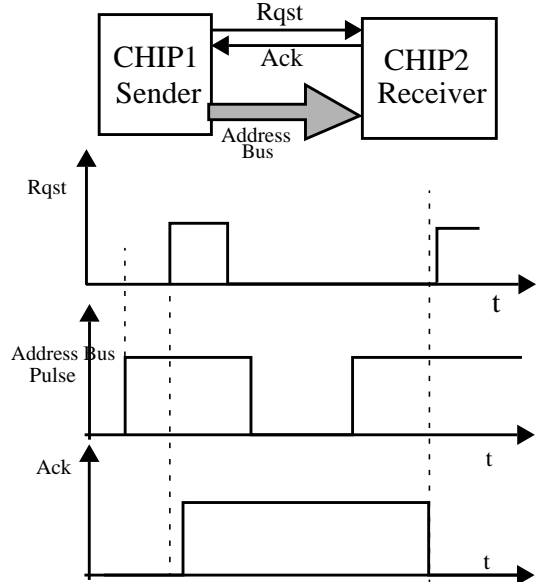 Rqst
Ack
CHIP1
Sender
CHIP2
Receiver
Address
Bus
Rqst
t
Address Bus
Pulse
t
Ack
t